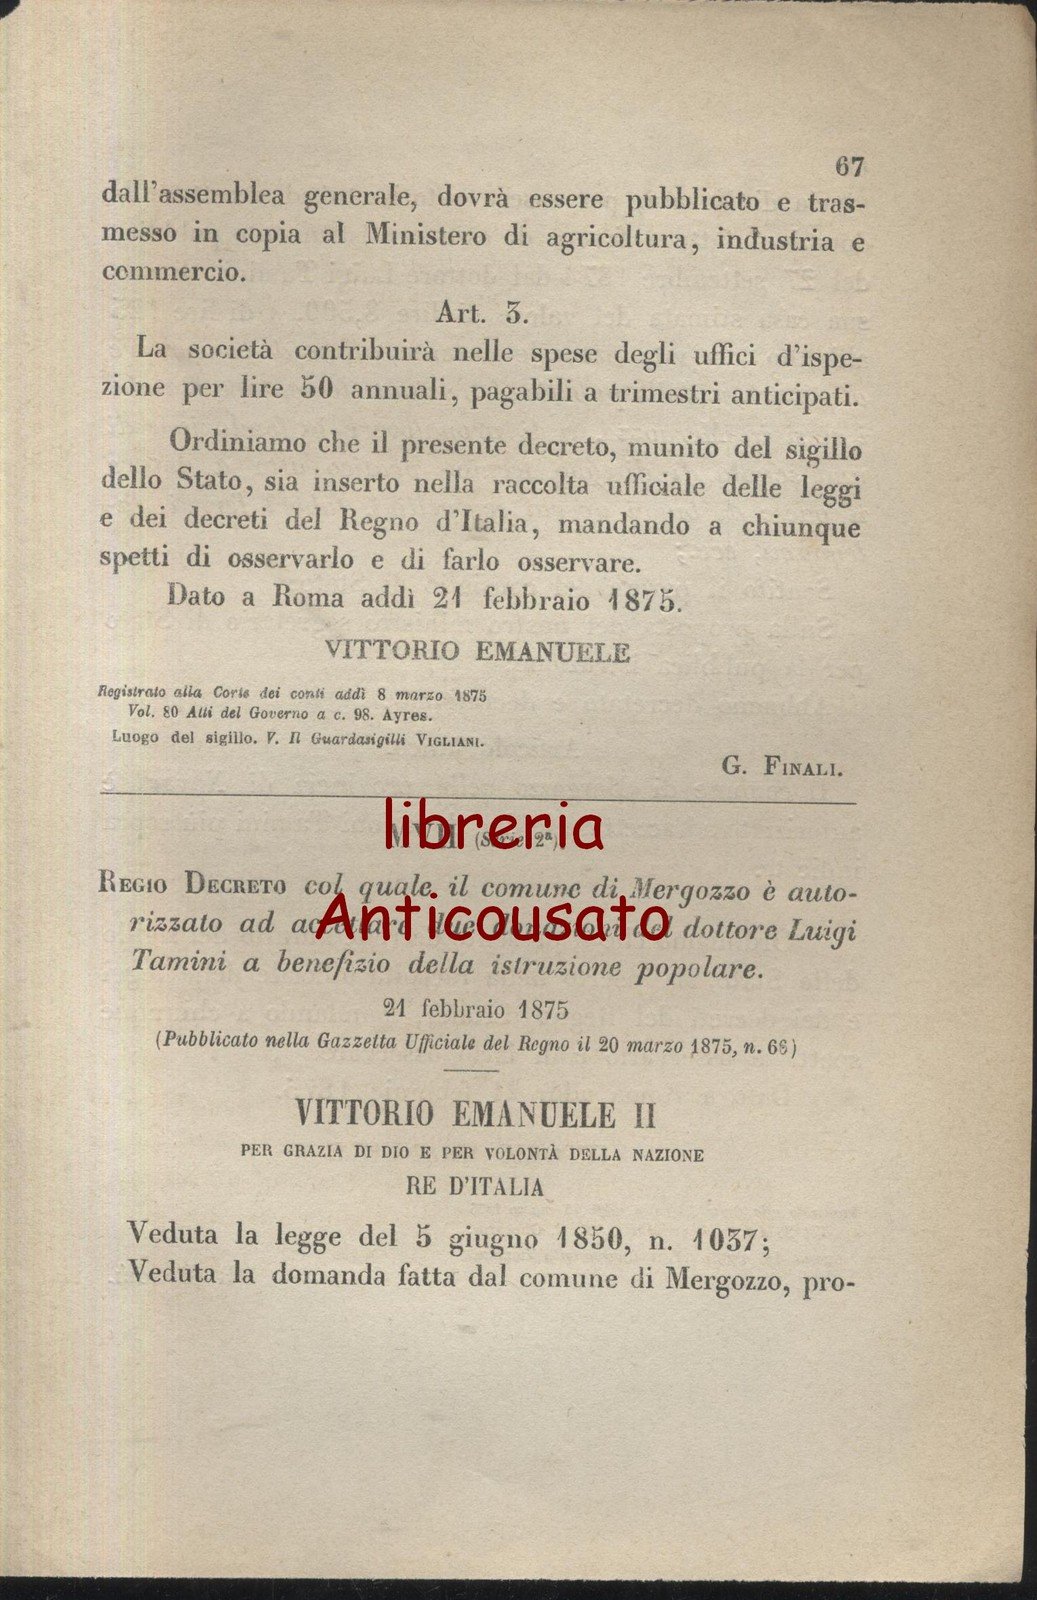 67
dall'assemblea generale, dovrà essere pubblicato e tras-
messo in copia al Ministero di agricoltura, industria e
commercio.
Art. 3.
La società contribuirà nelle spese degli uffici d'ispe-
zione per lire 50 annuali, pagabili a trimestri anticipati.
Ordiniamo che il presente decreto, munito del sigillo
dello Stato, sia inserto nella raccolta ufficiale delle leggi
e dei decreti del Regno d'Italia, mandando a chiunque
spetti di osservarlo e di farlo osservare.
Dato a Roma addì 21 febbraio 1875.
VITTORIO EMANUELE
Registrato alla Corte dei conti addì 8 marzo 1875
Vol. 80 Atti del Governo a c. 98. Ayres.
Luogo del sigillo. V. Il Guardasigilli VIGLIANI.
G. FINALI.
libreria
(Serie 2ª)
REGIO DECRETO col quale il comune di Mergozzo è auto-
Anticousato
rizzato ad accettare due donazioni del dottore Luigi
Tamini a benefizio della istruzione popolare.
21 febbraio 1875
(Pubblicato nella Gazzetta Ufficiale del Regno il 20 marzo 1875, n. 66)
VITTORIO EMANUELE II
PER GRAZIA DI DIO E PER VOLONTÀ DELLA NAZIONE
RE D'ITALIA
Veduta la legge del 5 giugno 1850, n. 1037;
Veduta la domanda fatta dal comune di Mergozzo, pro-